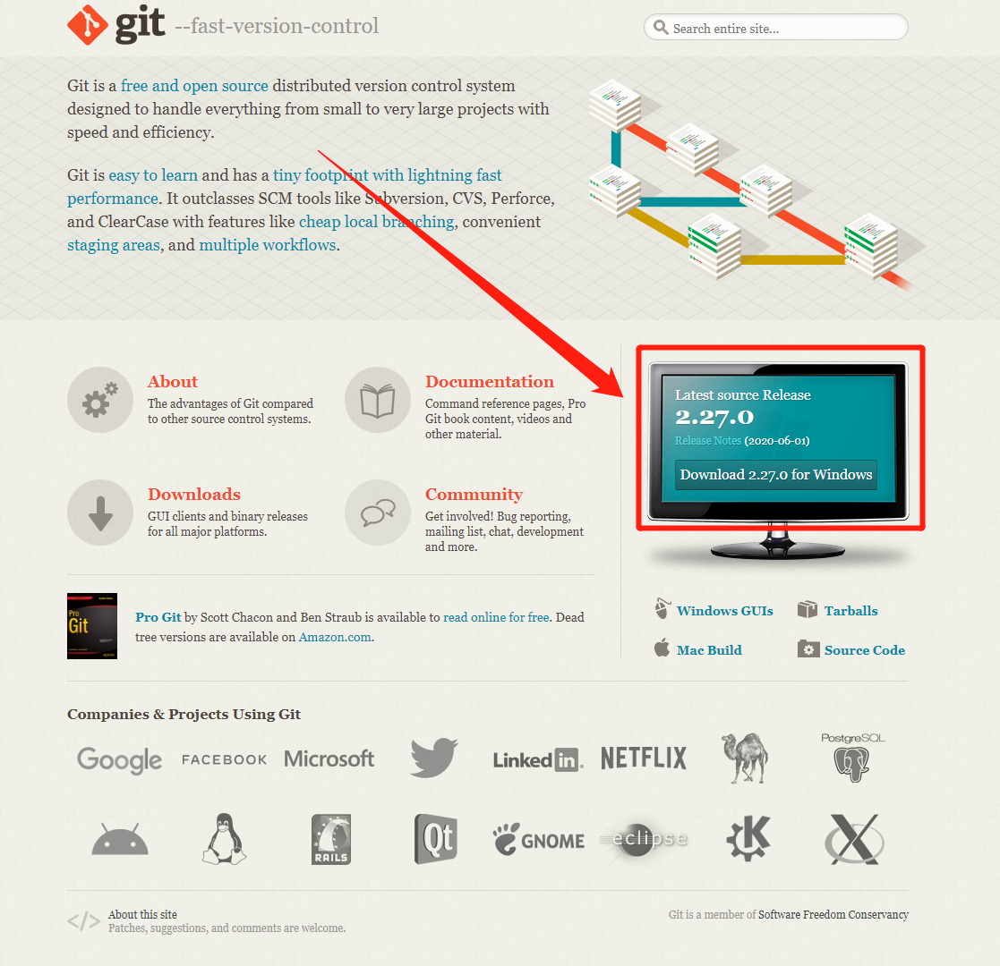 git --fast-version-control
Search entire site...
Git is a free and open source distributed version control system
designed to handle everything from small to very large projects with
speed and efficiency.
Git is easy to learn and has a tiny footprint with lightning fast
performance. It outclasses SCM tools like Subversion, CVS, Perforce,
and ClearCase with features like cheap local branching, convenient
staging areas, and multiple workflows.
About
The advantages of Git compared
to other source control systems.
Documentation
Command reference pages, Pro
Git book content, videos and
other material.
Downloads
GUI clients and binary releases
for all major platforms.
Community
Get involved! Bug reporting,
mailing list, chat, development
and more.
Latest source Release
2.27.0
Release Notes (2020-06-01)
Download 2.27.0 for Windows
Windows GUIs
Tarballs
Mac Build
Source Code
Pro
Git
Pro Git by Scott Chacon and Ben Straub is available to read online for free. Dead
tree versions are available on Amazon.com.
Companies & Projects Using Git
Google FACEBOOK Microsoft LinkedIn NETFLIX PostgreSQL
RAILS Qt GNOME eclipse K X
</> About this site
Patches, suggestions, and comments are welcome.
Git is a member of Software Freedom Conservancy